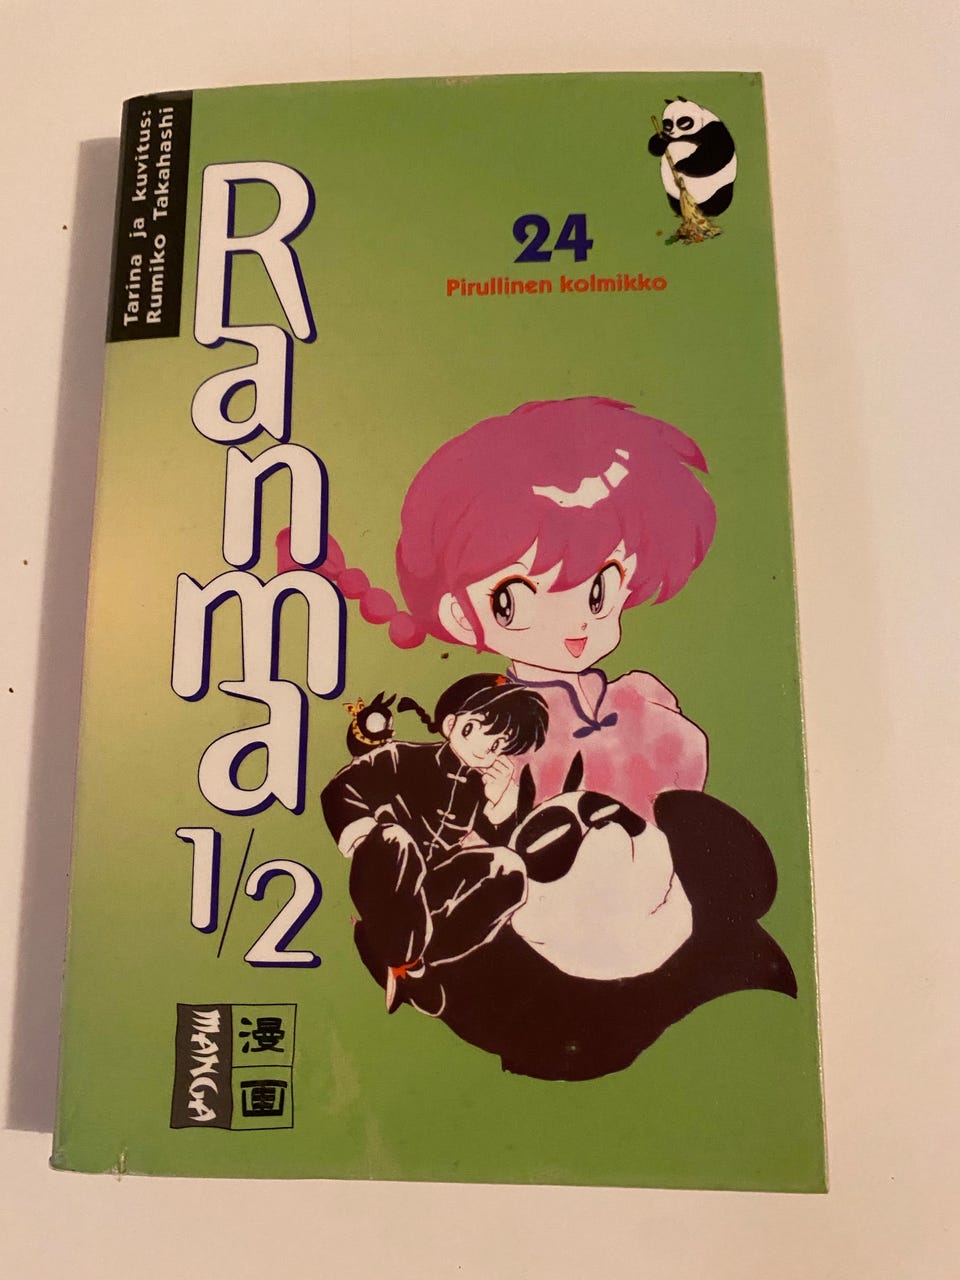 Tarina ja kuvitus:
Rumiko Takahashi
Ranma
1/2
24
Pirullinen kolmikko
MANGA
漫
画